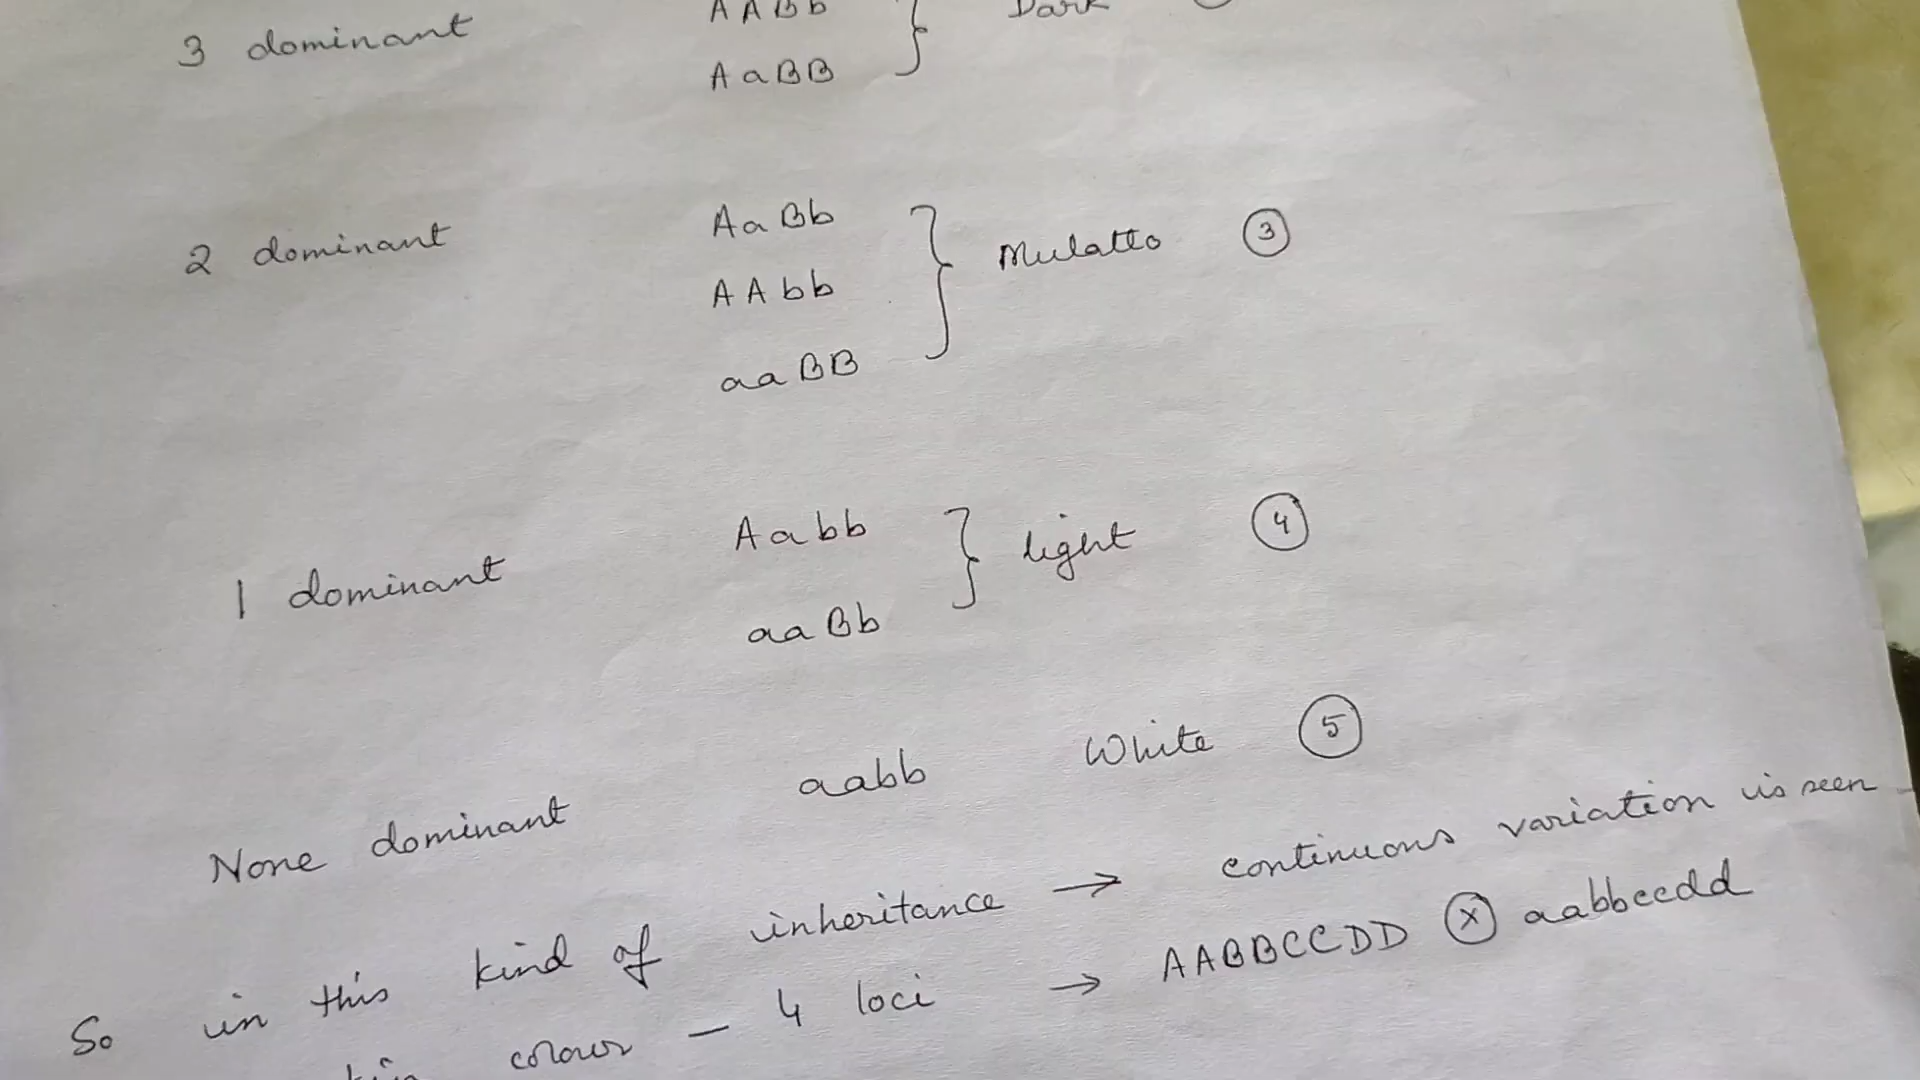 3 dominant AABb Dark
AaBB
2 dominant AaBb Mulatto 3
AAbb
aaBB
1 dominant Aabb light 4
aaBb
None dominant aabb White 5
So in this kind of inheritance → continuous variation is seen
colour – 4 loci → AABBCCDD x aabbccdd